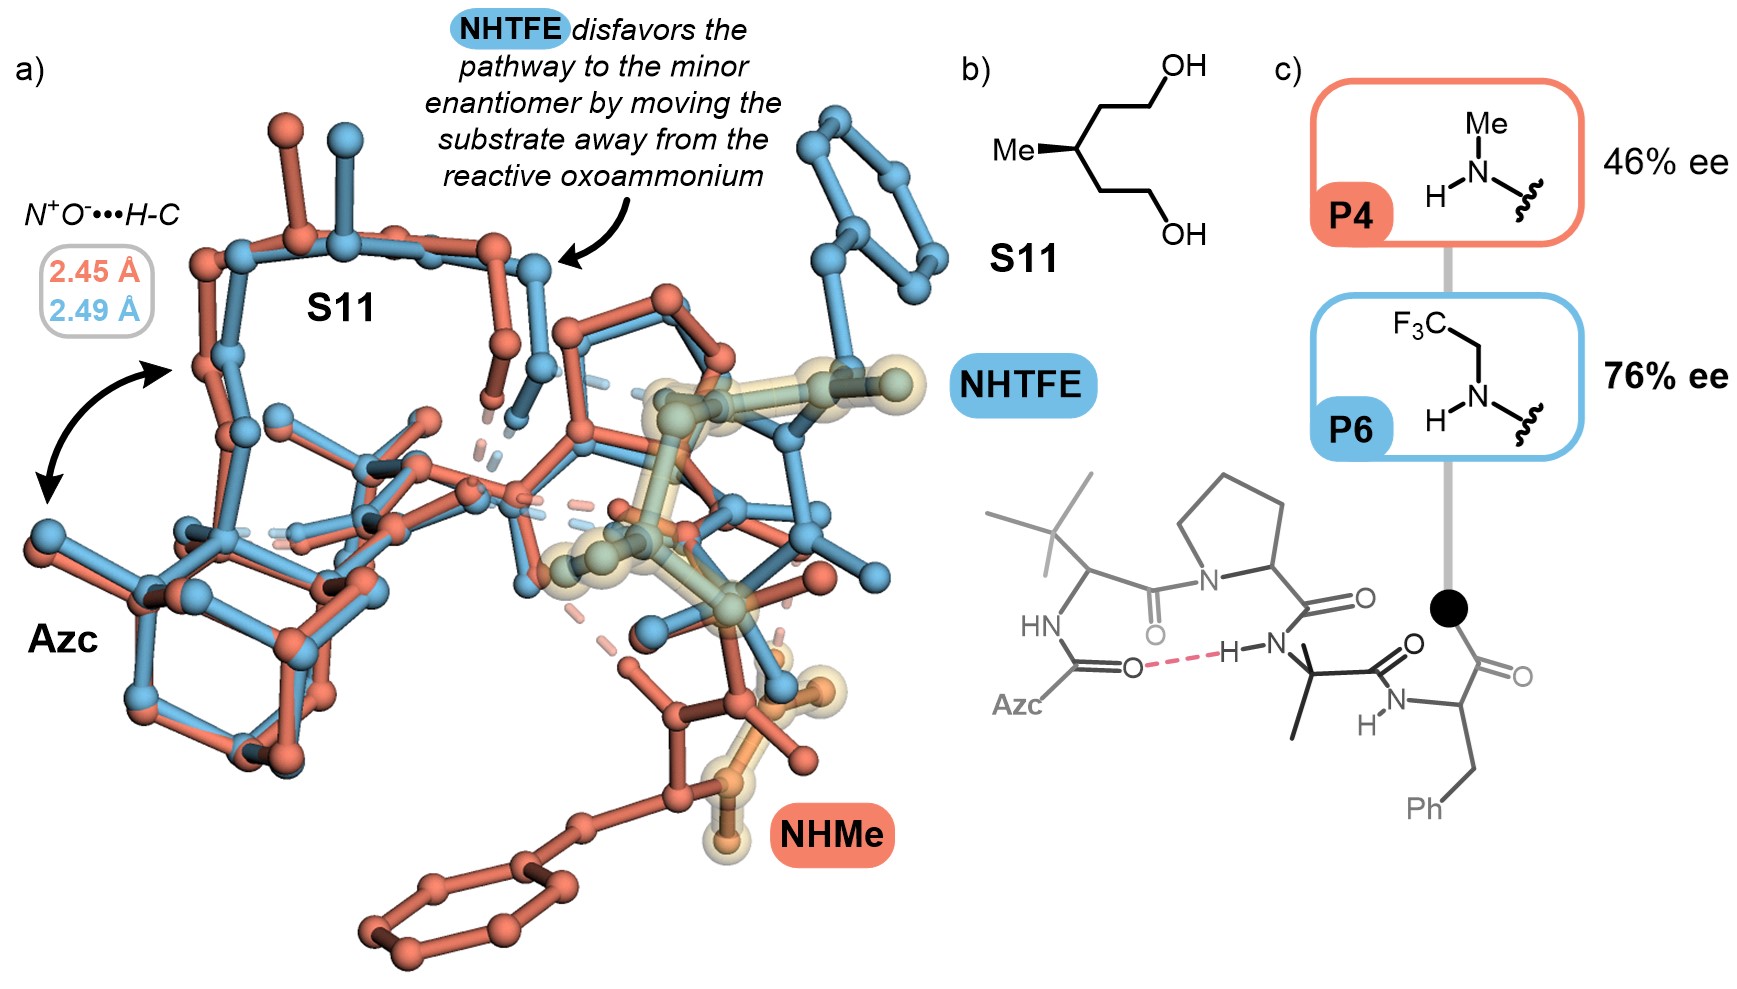 a)
NHTFE disfavors the
pathway to the minor
enantiomer by moving the
substrate away from the
reactive oxoammonium
N⁺O⁻•••H-C
2.45 Å
2.49 Å
S11
Azc
NHTFE
NHMe
b)
OH
Me
OH
S11
c)
Me
N
H
P4
46% ee
F₃C
N
H
P6
76% ee
N
O
HN
O
H
N
O
O
Azc
N
H
O
Ph